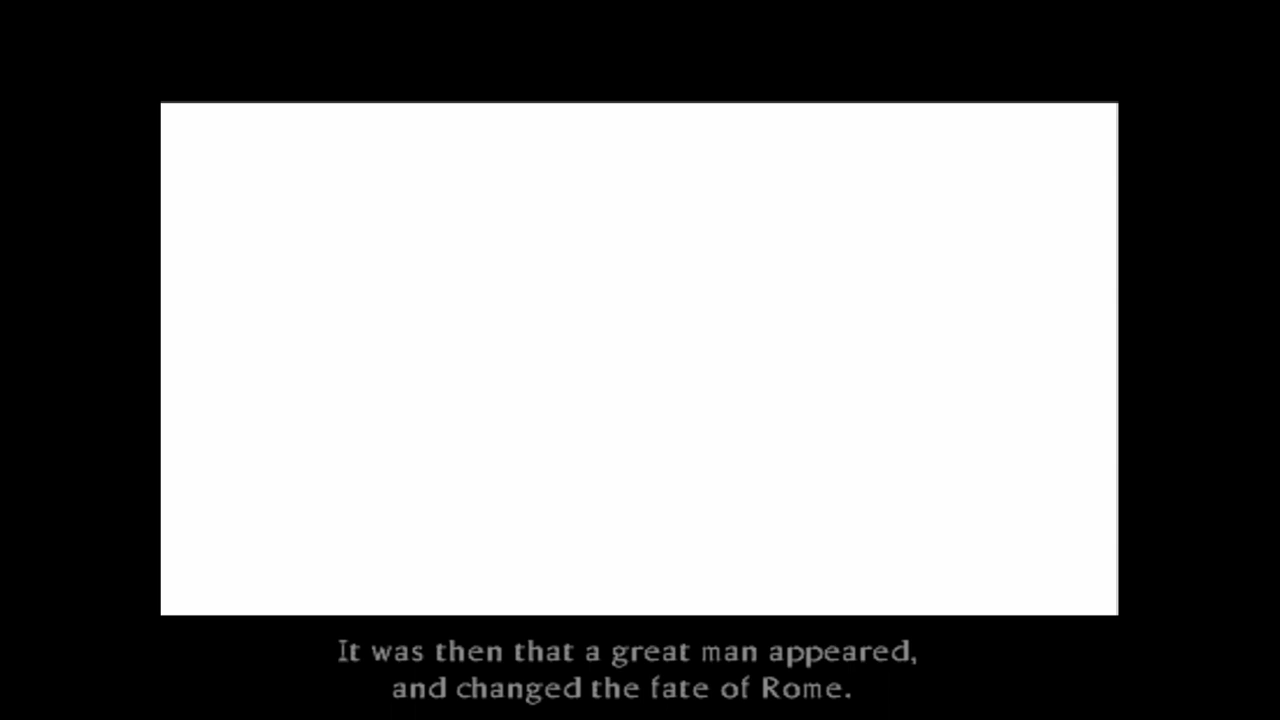 It was then that a great man appeared,
and changed the fate of Rome.